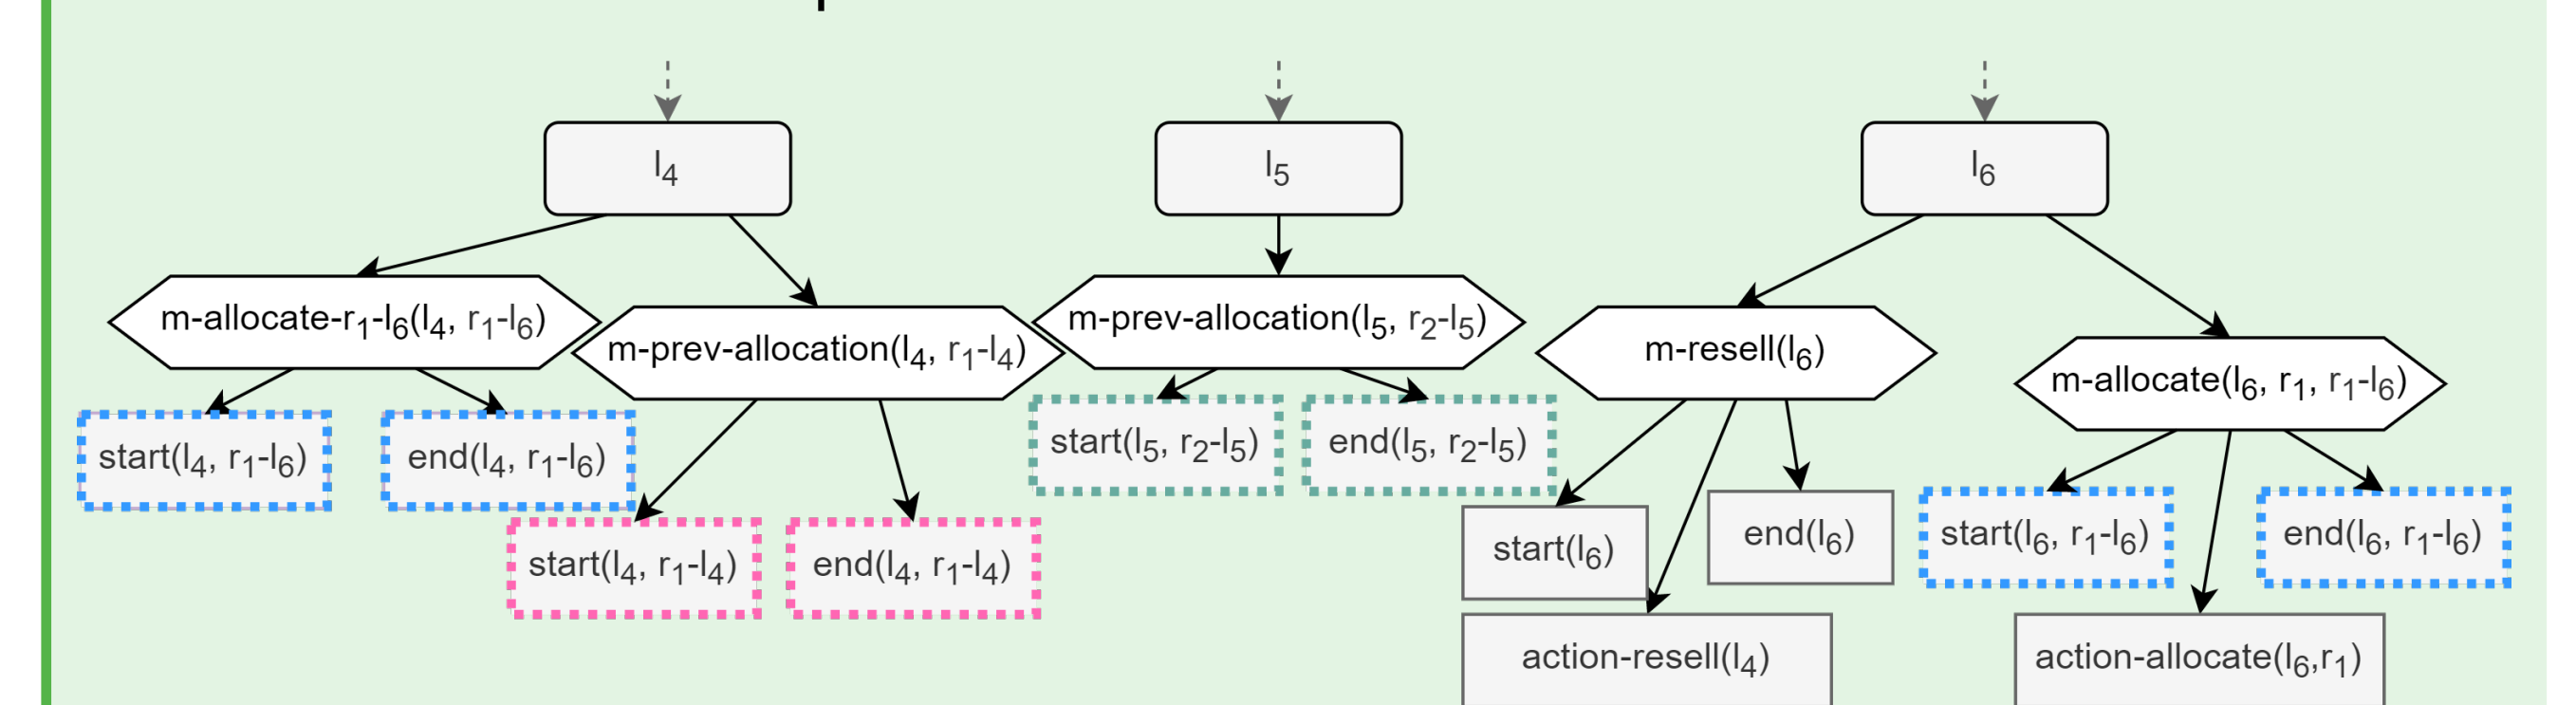 l₄
l₅
l₆
m-allocate-r₁-l₆(l₄, r₁-l₆)
m-prev-allocation(l₄, r₁-l₄)
m-prev-allocation(l₅, r₂-l₅)
m-resell(l₆)
m-allocate(l₆, r₁, r₁-l₆)
start(l₄, r₁-l₆)
end(l₄, r₁-l₆)
start(l₄, r₁-l₄)
end(l₄, r₁-l₄)
start(l₅, r₂-l₅)
end(l₅, r₂-l₅)
start(l₆)
end(l₆)
action-resell(l₄)
start(l₆, r₁-l₆)
end(l₆, r₁-l₆)
action-allocate(l₆,r₁)